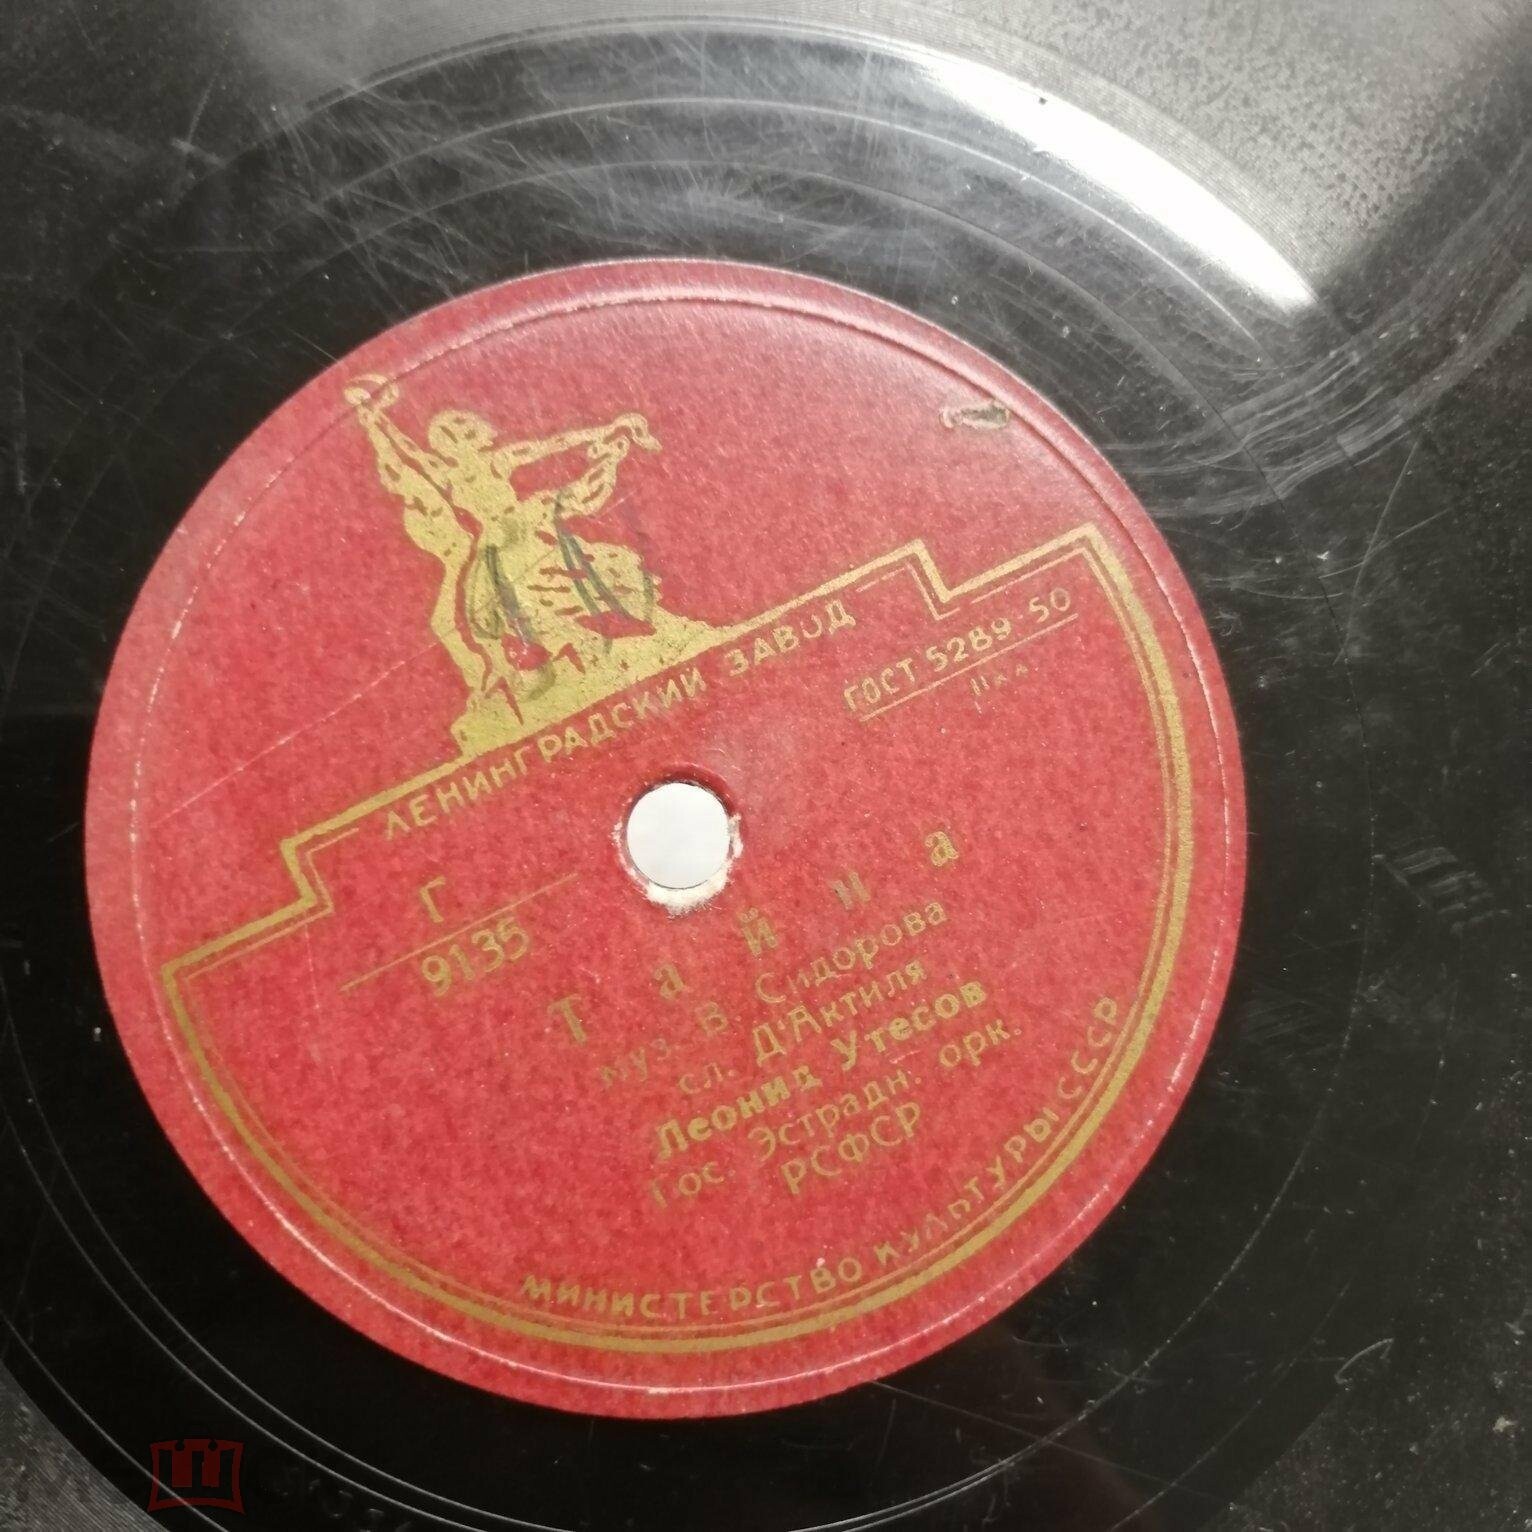 ЛЕНИНГРАДСКИЙ ЗАВОД
ГОСТ 5289-50
Г
9135
Тайна
муз. В. Сидорова
сл. Д'Актиля
Леонид Утесов
Гос. Эстрадн. орк.
РСФСР
МИНИСТЕРСТВО КУЛЬТУРЫ СССР